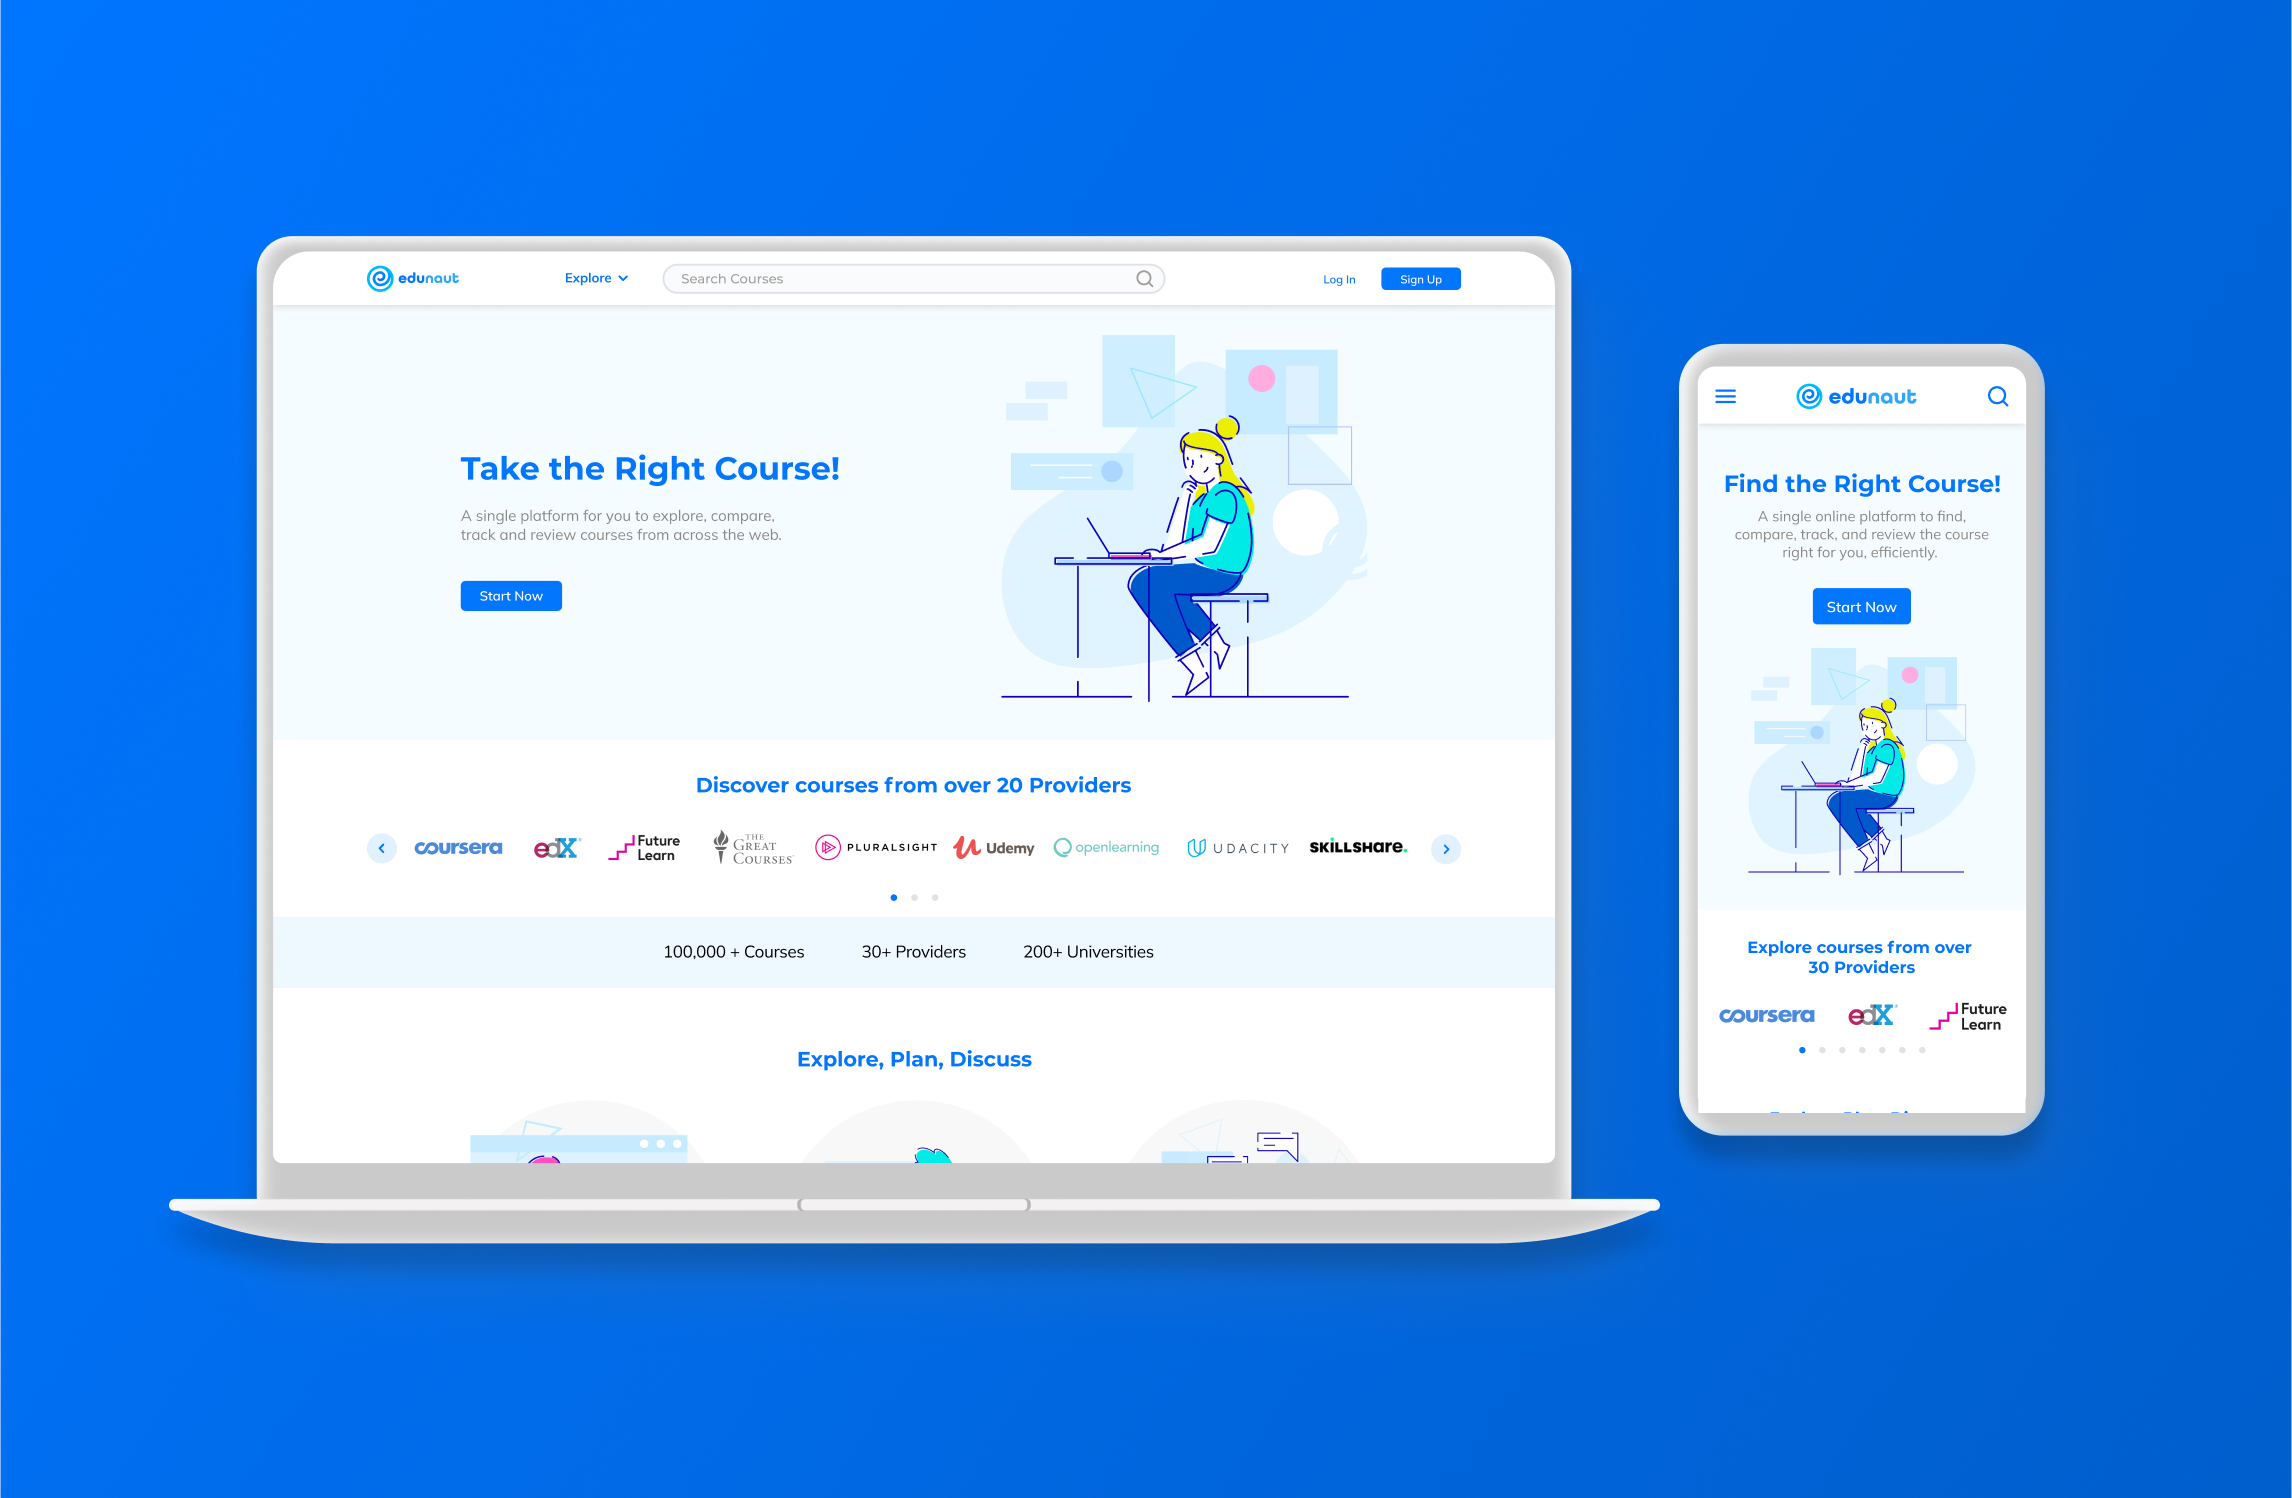 edunaut
Explore
Search Courses
Log In
Sign Up
Take the Right Course!
A single platform for you to explore, compare,
track and review courses from across the web.
Start Now
Discover courses from over 20 Providers
coursera
edX
Future
Learn
THE
GREAT
COURSES
PLURALSIGHT
Udemy
openlearning
UDACITY
SKILLSHARE.
100,000 + Courses
30+ Providers
200+ Universities
Explore, Plan, Discuss
edunaut
Find the Right Course!
A single online platform to find,
compare, track, and review the course
right for you, efficiently.
Start Now
Explore courses from over
30 Providers
coursera
edX
Future
Learn